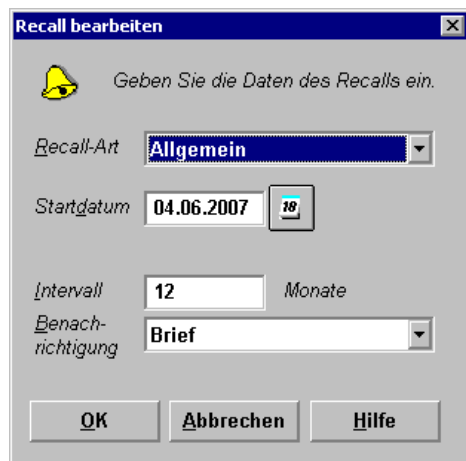 Recall bearbeiten
Geben Sie die Daten des Recalls ein.
Recall-Art Allgemein
Startdatum 04.06.2007 18
Intervall 12 Monate
Benach-
richtigung Brief
OK Abbrechen Hilfe